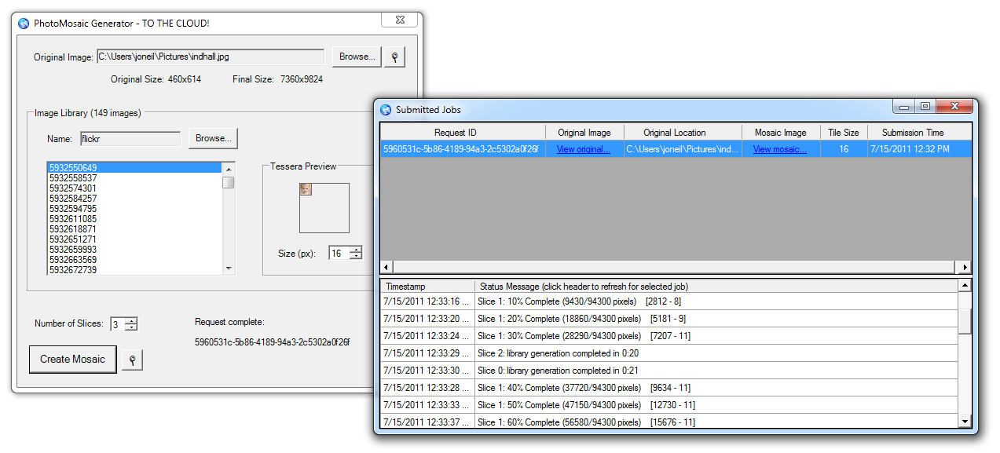 PhotoMosaic Generator - TO THE CLOUD!
Original Image: C:\Users\joneil\Pictures\indhall.jpg Browse...
Original Size: 460x614 Final Size: 7360x9824
Image Library (149 images)
Name: flickr Browse...
5932550649
5932558537
5932574301
5932584257
5932594795
5932611085
5932618871
5932651271
5932659993
5932663569
5932672739
Tessera Preview
Size (px): 16
Number of Slices: 3
Request complete:
5960531c-5b86-4189-94a3-2c5302a0f26f
Create Mosaic
Submitted Jobs
Request ID Original Image Original Location Mosaic Image Tile Size Submission Time
5960531c-5b86-4189-94a3-2c5302a0f26f View original... C:\Users\joneil\Pictures\ind... View mosaic... 16 7/15/2011 12:32 PM
Timestamp Status Message (click header to refresh for selected job)
7/15/2011 12:33:16 ... Slice 1: 10% Complete (9430/94300 pixels) [2812 - 8]
7/15/2011 12:33:20 ... Slice 1: 20% Complete (18860/94300 pixels) [5181 - 9]
7/15/2011 12:33:24 ... Slice 1: 30% Complete (28290/94300 pixels) [7207 - 11]
7/15/2011 12:33:29 ... Slice 2: library generation completed in 0:20
7/15/2011 12:33:30 ... Slice 0: library generation completed in 0:21
7/15/2011 12:33:28 ... Slice 1: 40% Complete (37720/94300 pixels) [9634 - 11]
7/15/2011 12:33:33 ... Slice 1: 50% Complete (47150/94300 pixels) [12730 - 11]
7/15/2011 12:33:37 ... Slice 1: 60% Complete (56580/94300 pixels) [15676 - 11]